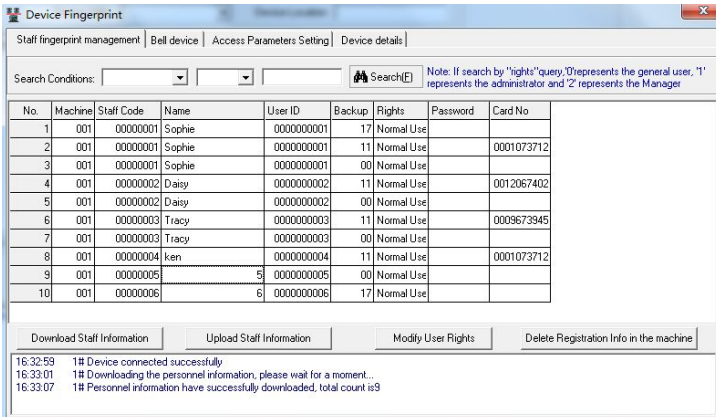 Device Fingerprint
Staff fingerprint management Bell device Access Parameters Setting Device details
Search Conditions: Search(F) Note: If search by "rights"query,'0'represents the general user, '1'
represents the administrator and '2' represents the Manager
No. Machine Staff Code Name User ID Backup Rights Password Card No
1 001 00000001 Sophie 0000000001 17 Normal Use
2 001 00000001 Sophie 0000000001 11 Normal Use 0001073712
3 001 00000001 Sophie 0000000001 00 Normal Use
4 001 00000002 Daisy 0000000002 11 Normal Use 0012067402
5 001 00000002 Daisy 0000000002 00 Normal Use
6 001 00000003 Tracy 0000000003 11 Normal Use 0009673945
7 001 00000003 Tracy 0000000003 00 Normal Use
8 001 00000004 ken 0000000004 11 Normal Use 0001073712
9 001 00000005 5 0000000005 00 Normal Use
10 001 00000006 6 0000000006 17 Normal Use
Download Staff Information Upload Staff Information Modify User Rights Delete Registration Info in the machine
16:32:59 1# Device connected successfully
16:33:01 1# Downloading the personnel information, please wait for a moment...
16:33:07 1# Personnel information have successfully downloaded, total count is9